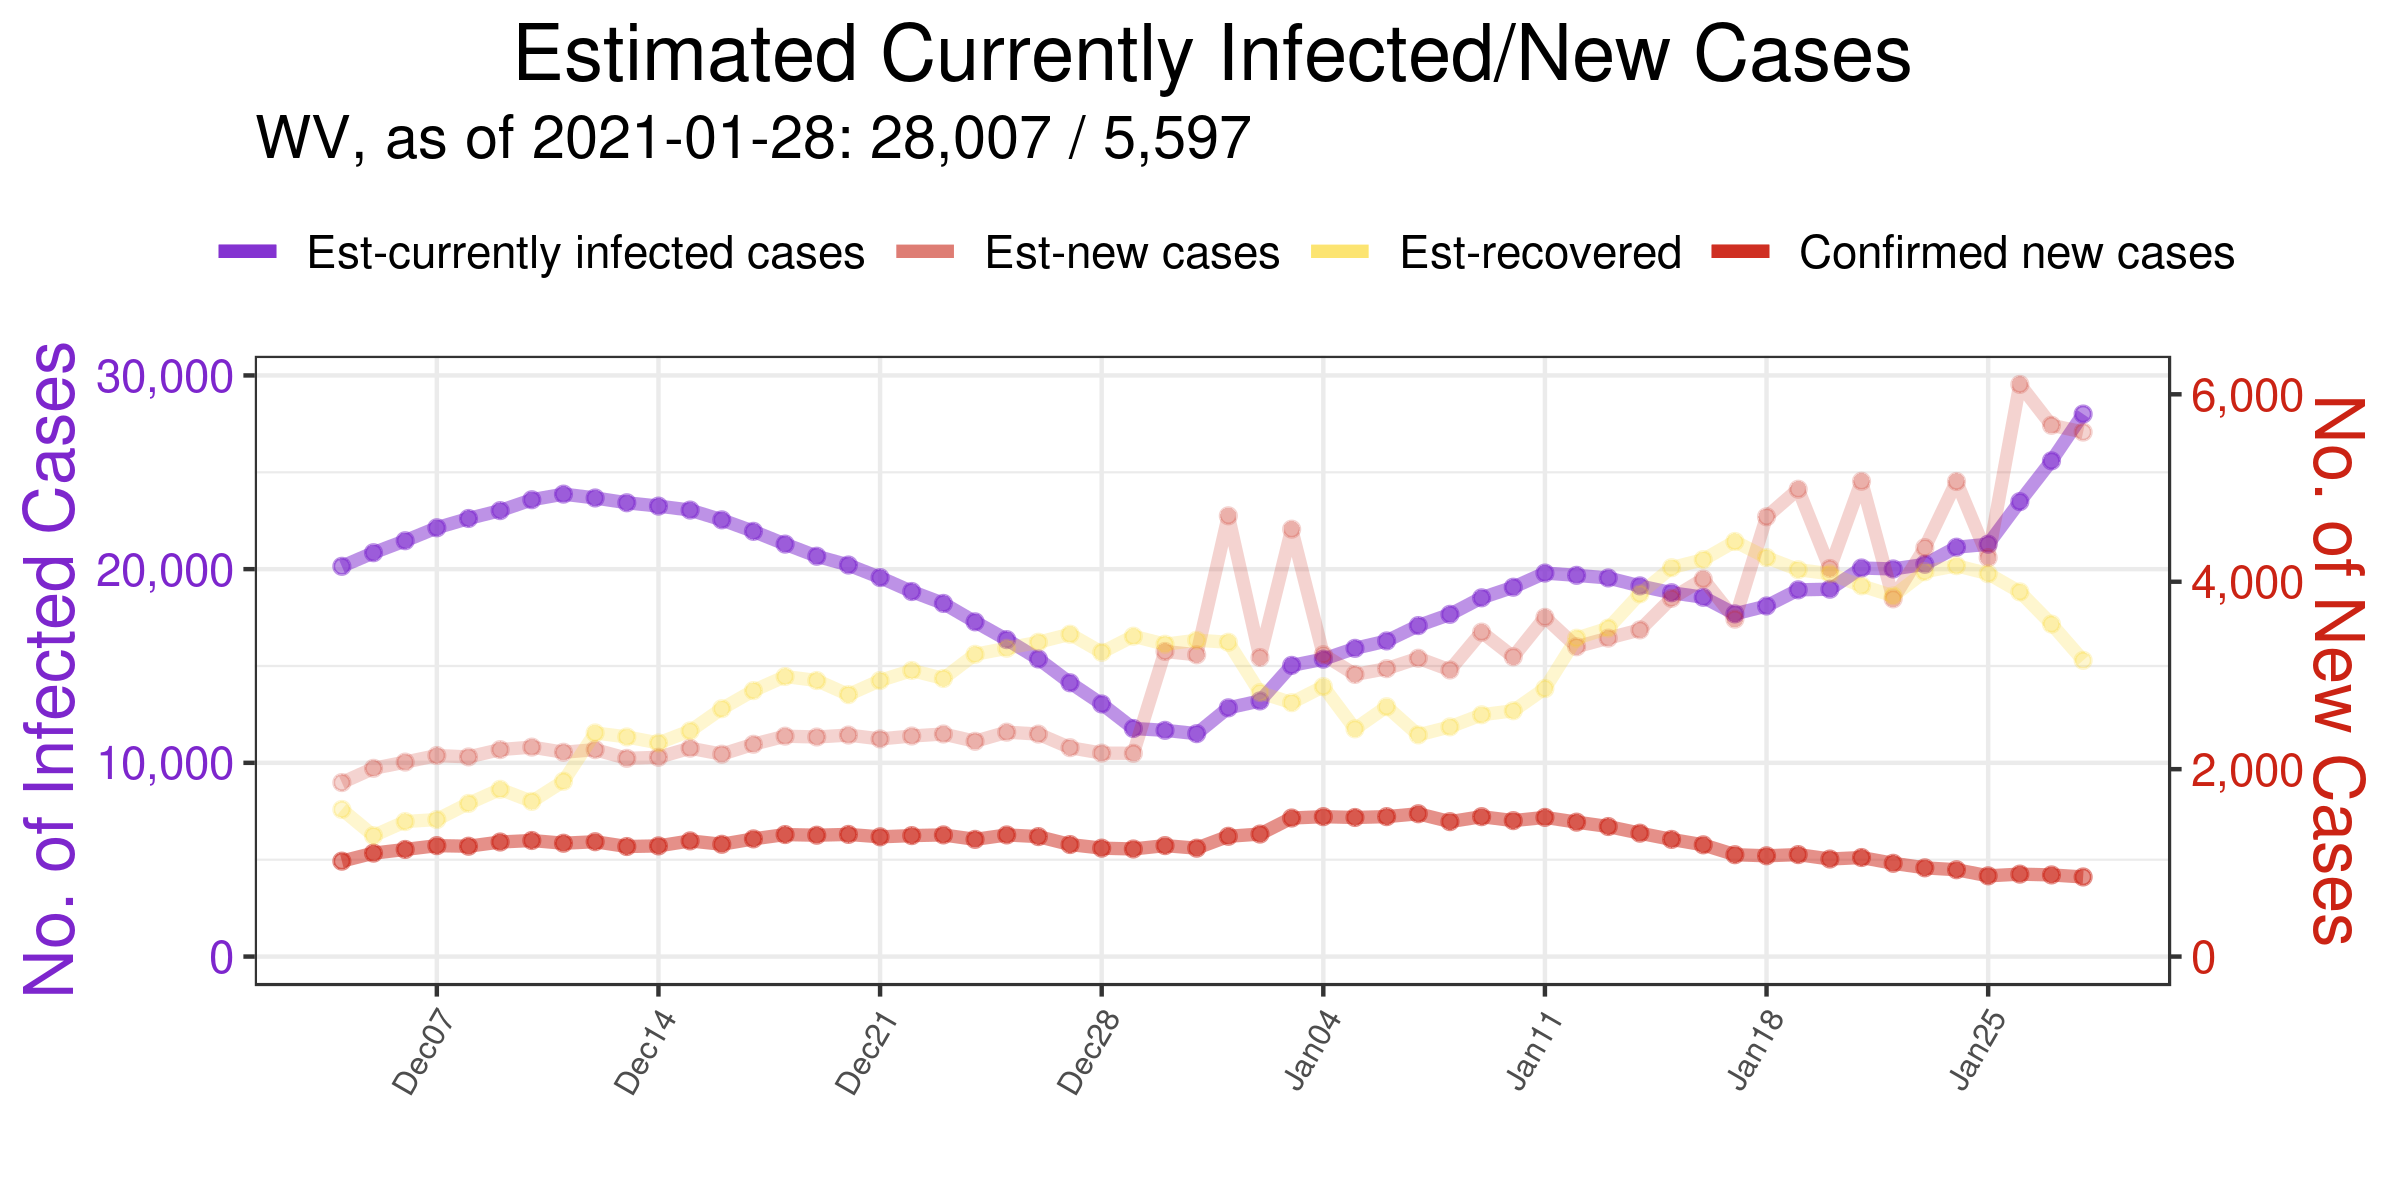 Estimated Currently Infected/New Cases
WV, as of 2021-01-28: 28,007 / 5,597
Est-currently infected cases Est-new cases Est-recovered Confirmed new cases
No. of Infected Cases
30,000
20,000
10,000
0
6,000
4,000
2,000
0
No. of New Cases
Dec07 Dec14 Dec21 Dec28 Jan04 Jan11 Jan18 Jan25